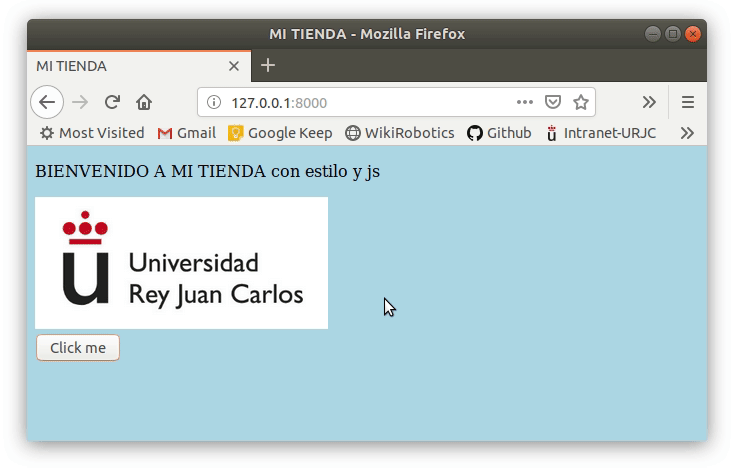 MI TIENDA - Mozilla Firefox
MI TIENDA
127.0.0.1:8000
Most Visited Gmail Google Keep WikiRobotics Github Intranet-URJC
BIENVENIDO A MI TIENDA con estilo y js
Universidad
Rey Juan Carlos
Click me